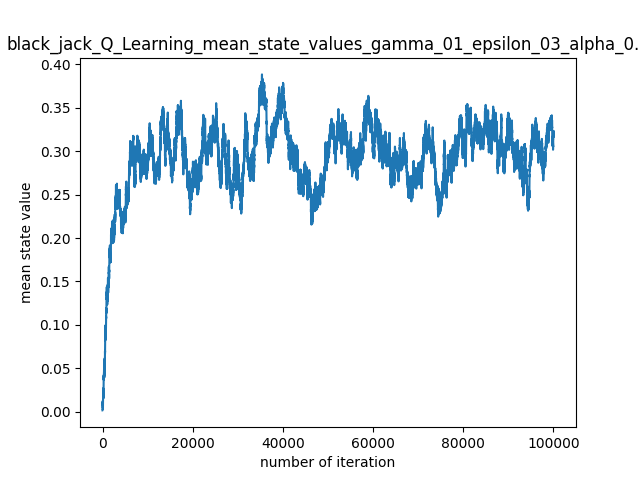 black_jack_Q_Learning_mean_state_values_gamma_01_epsilon_03_alpha_0.
0.40
0.35
0.30
0.25
0.20
0.15
0.10
0.05
0.00
mean state value
0 20000 40000 60000 80000 100000
number of iteration